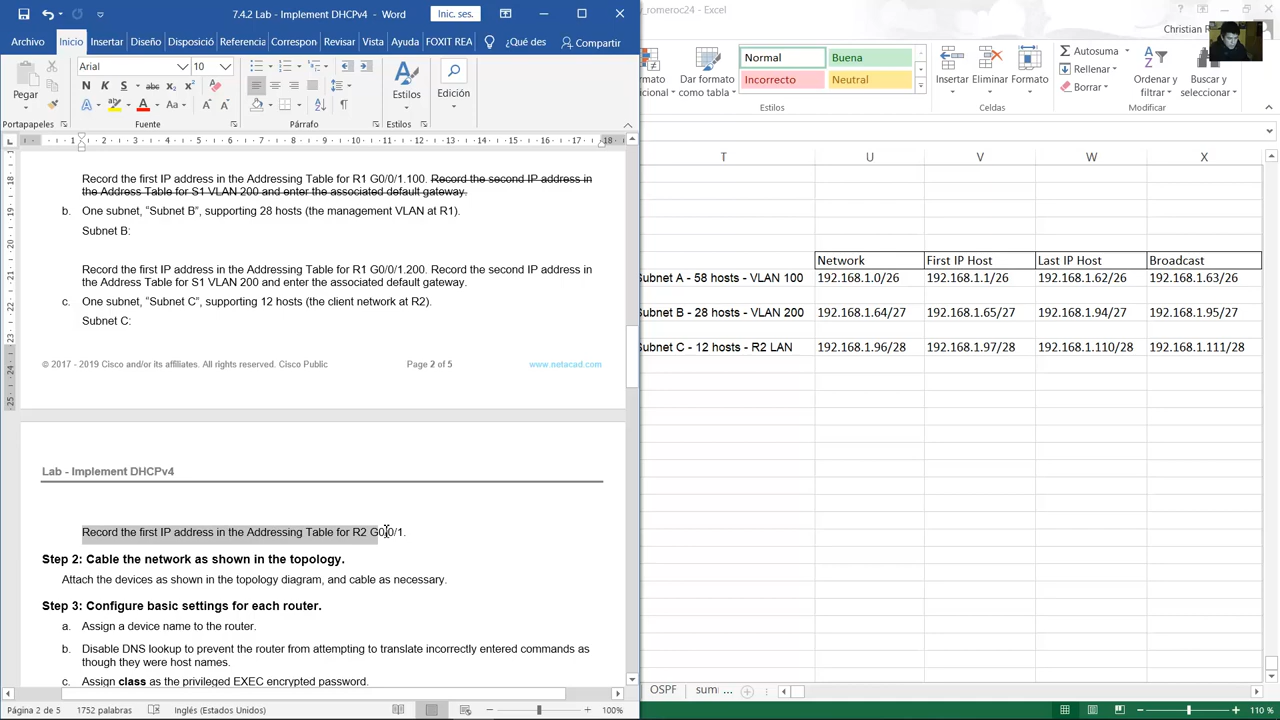 7.4.2 Lab - Implement DHCPv4
Inic. ses.
_romeroc24 - Excel
Christian R
Archivo Inicio Insertar Diseño Disposició Referencia Correspon Revisar Vista Ayuda FOXIT REA ¿Qué des Compartir
Pegar
Arial 10
N K S abc x₂ x²
Estilos
Edición
Portapapeles Fuente Párrafo Estilos
ormato
icional
Dar formato
como tabla
Normal Buena
Incorrecto Neutral
Insertar Eliminar Formato
Autosuma
Rellenar
Borrar
Ordenar y
filtrar
Buscar y
seleccionar
Estilos Celdas Modificar
Record the first IP address in the Addressing Table for R1 G0/0/1.100. Record the second IP address in
the Address Table for S1 VLAN 200 and enter the associated default gateway.
b. One subnet, “Subnet B”, supporting 28 hosts (the management VLAN at R1).
Subnet B:
Record the first IP address in the Addressing Table for R1 G0/0/1.200. Record the second IP address in
the Address Table for S1 VLAN 200 and enter the associated default gateway.
c. One subnet, “Subnet C”, supporting 12 hosts (the client network at R2).
Subnet C:
© 2017 - 2019 Cisco and/or its affiliates. All rights reserved. Cisco Public Page 2 of 5 www.netacad.com
Lab - Implement DHCPv4
Record the first IP address in the Addressing Table for R2 G0/0/1.
Step 2: Cable the network as shown in the topology.
Attach the devices as shown in the topology diagram, and cable as necessary.
Step 3: Configure basic settings for each router.
a. Assign a device name to the router.
b. Disable DNS lookup to prevent the router from attempting to translate incorrectly entered commands as
though they were host names.
c. Assign class as the privileged EXEC encrypted password.
Página 2 de 5 1752 palabras Inglés (Estados Unidos) 100%
T U V W X
Network First IP Host Last IP Host Broadcast
Subnet A - 58 hosts - VLAN 100 192.168.1.0/26 192.168.1.1/26 192.168.1.62/26 192.168.1.63/26
Subnet B - 28 hosts - VLAN 200 192.168.1.64/27 192.168.1.65/27 192.168.1.94/27 192.168.1.95/27
Subnet C - 12 hosts - R2 LAN 192.168.1.96/28 192.168.1.97/28 192.168.1.110/28 192.168.1.111/28
OSPF sum ...
110 %